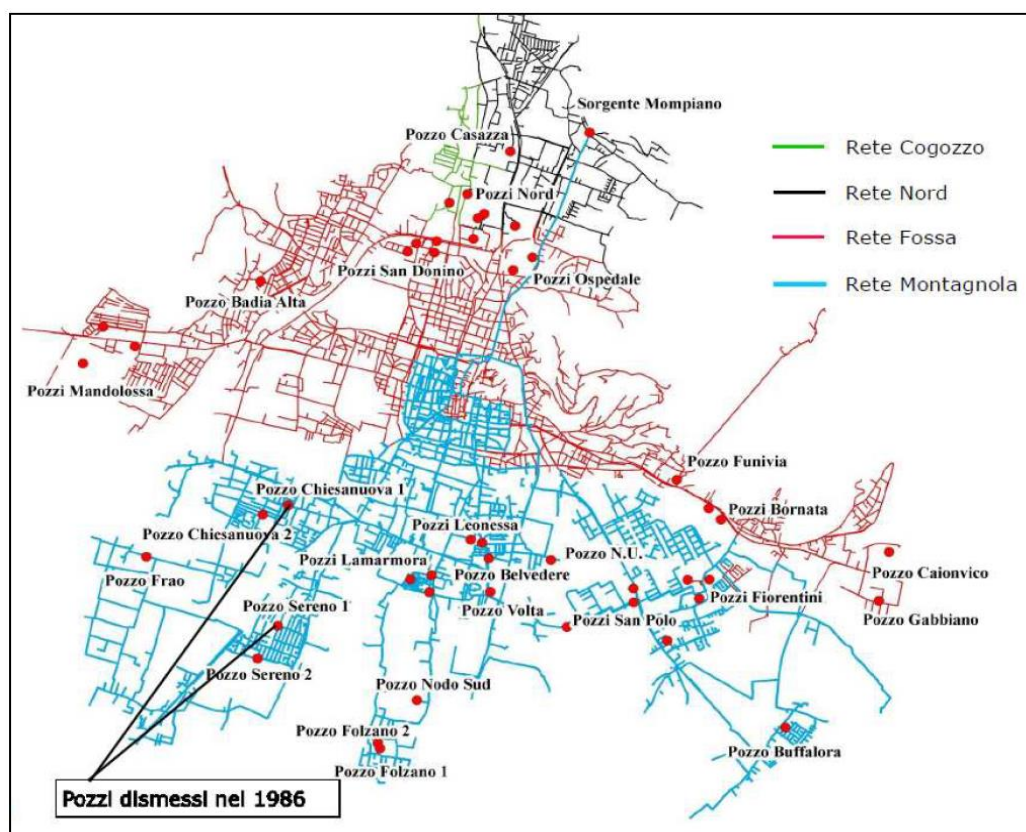 Sorgente Mompiano
Pozzo Casazza
Rete Cogozzo
Pozzi Nord
Rete Nord
Rete Fossa
Pozzi San Donino
Pozzi Ospedale
Rete Montagnola
Pozzo Badia Alta
Pozzi Mandolossa
Pozzo Funivia
Pozzo Chiesanuova 1
Pozzi Bornata
Pozzo Chiesanuova 2
Pozzi Leonessa
Pozzo N.U.
Pozzi Lamarmora
Pozzo Caionvico
Pozzo Frao
Pozzo Belvedere
Pozzi Fiorentini
Pozzo Sereno 1
Pozzo Volta
Pozzi San Polo
Pozzo Gabbiano
Pozzo Sereno 2
Pozzo Nodo Sud
Pozzo Folzano 2
Pozzo Buffalora
Pozzo Folzano 1
Pozzi dismessi nel 1986